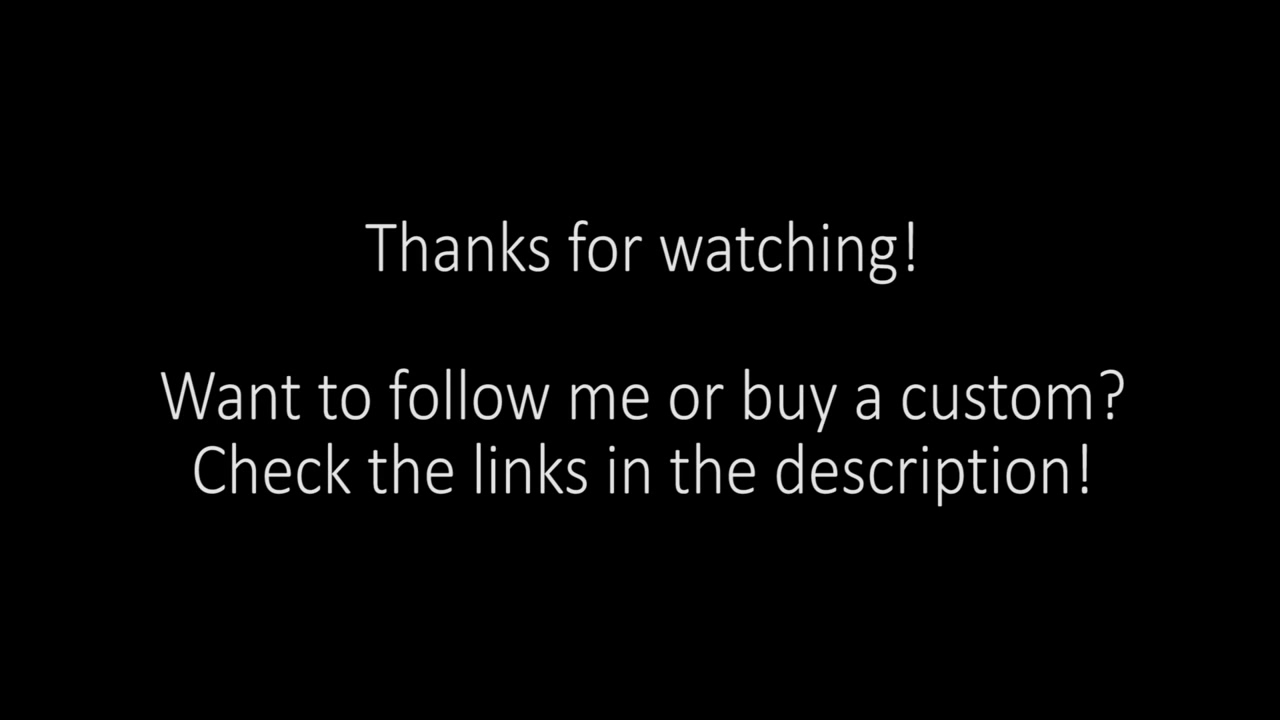 Thanks for watching!
Want to follow me or buy a custom?
Check the links in the description!